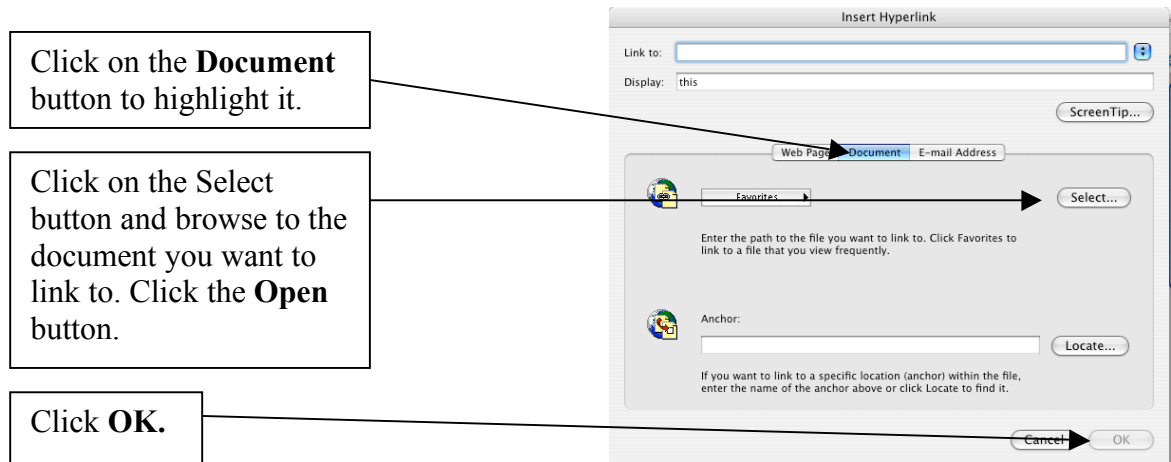 Click on the Document
button to highlight it.
Click on the Select
button and browse to the
document you want to
link to. Click the Open
button.
Click OK.
Insert Hyperlink
Link to:
Display: this
ScreenTip...
Web Page Document E-mail Address
Favorites
Select...
Enter the path to the file you want to link to. Click Favorites to
link to a file that you view frequently.
Anchor:
Locate...
If you want to link to a specific location (anchor) within the file,
enter the name of the anchor above or click Locate to find it.
Cancel OK